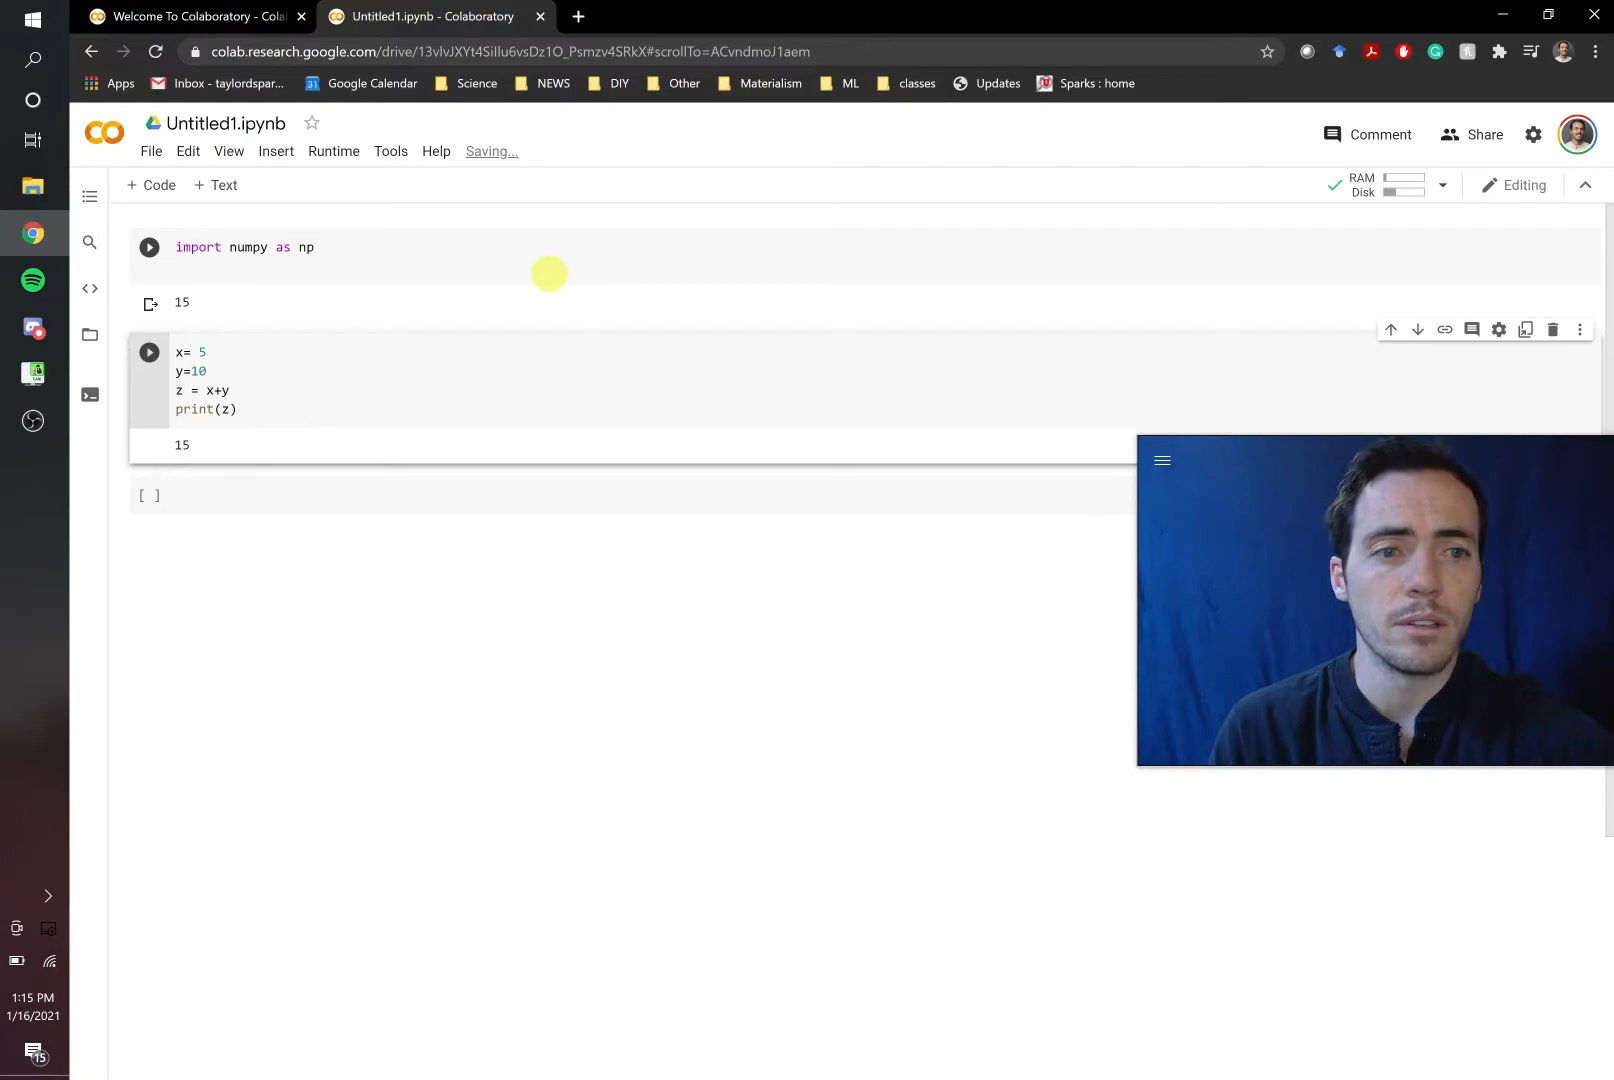 Welcome To Colaboratory - Cola
Untitled1.ipynb - Colaboratory
colab.research.google.com/drive/13vlvJXYt4Sillu6vsDz1O_Psmzv4SRkX#scrollTo=ACvndmoJ1aem
Apps Inbox - taylordspar... 31 Google Calendar Science NEWS DIY Other Materialism ML classes Updates Sparks : home
CO Untitled1.ipynb Comment Share
File Edit View Insert Runtime Tools Help Saving...
+ Code + Text RAM Disk Editing
import numpy as np
15
x= 5
y=10
z = x+y
print(z)
15
[ ]
1:15 PM
1/16/2021
15